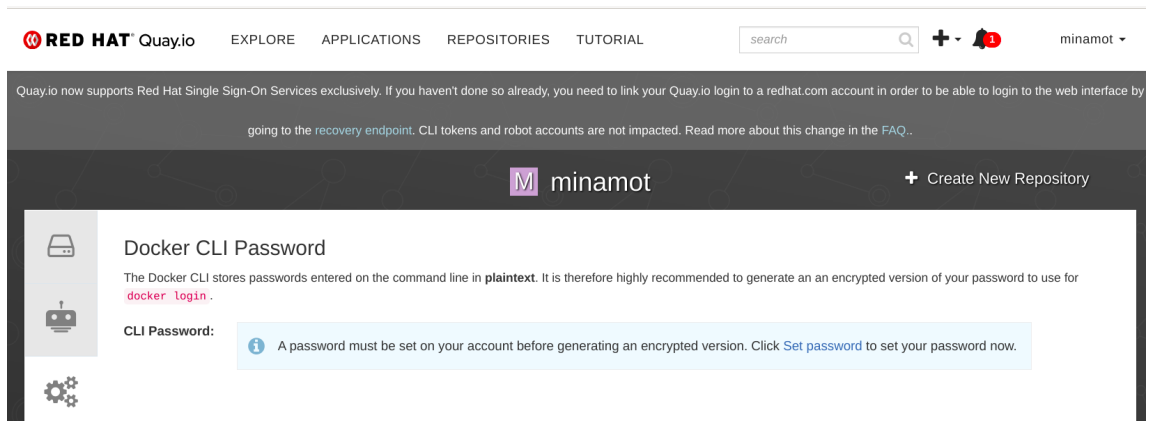 RED HAT® Quay.io EXPLORE APPLICATIONS REPOSITORIES TUTORIAL search 1 minamot
Quay.io now supports Red Hat Single Sign-On Services exclusively. If you haven't done so already, you need to link your Quay.io login to a redhat.com account in order to be able to login to the web interface by
going to the recovery endpoint. CLI tokens and robot accounts are not impacted. Read more about this change in the FAQ..
M minamot
Create New Repository
Docker CLI Password
The Docker CLI stores passwords entered on the command line in plaintext. It is therefore highly recommended to generate an an encrypted version of your password to use for
docker login.
CLI Password:
A password must be set on your account before generating an encrypted version. Click Set password to set your password now.